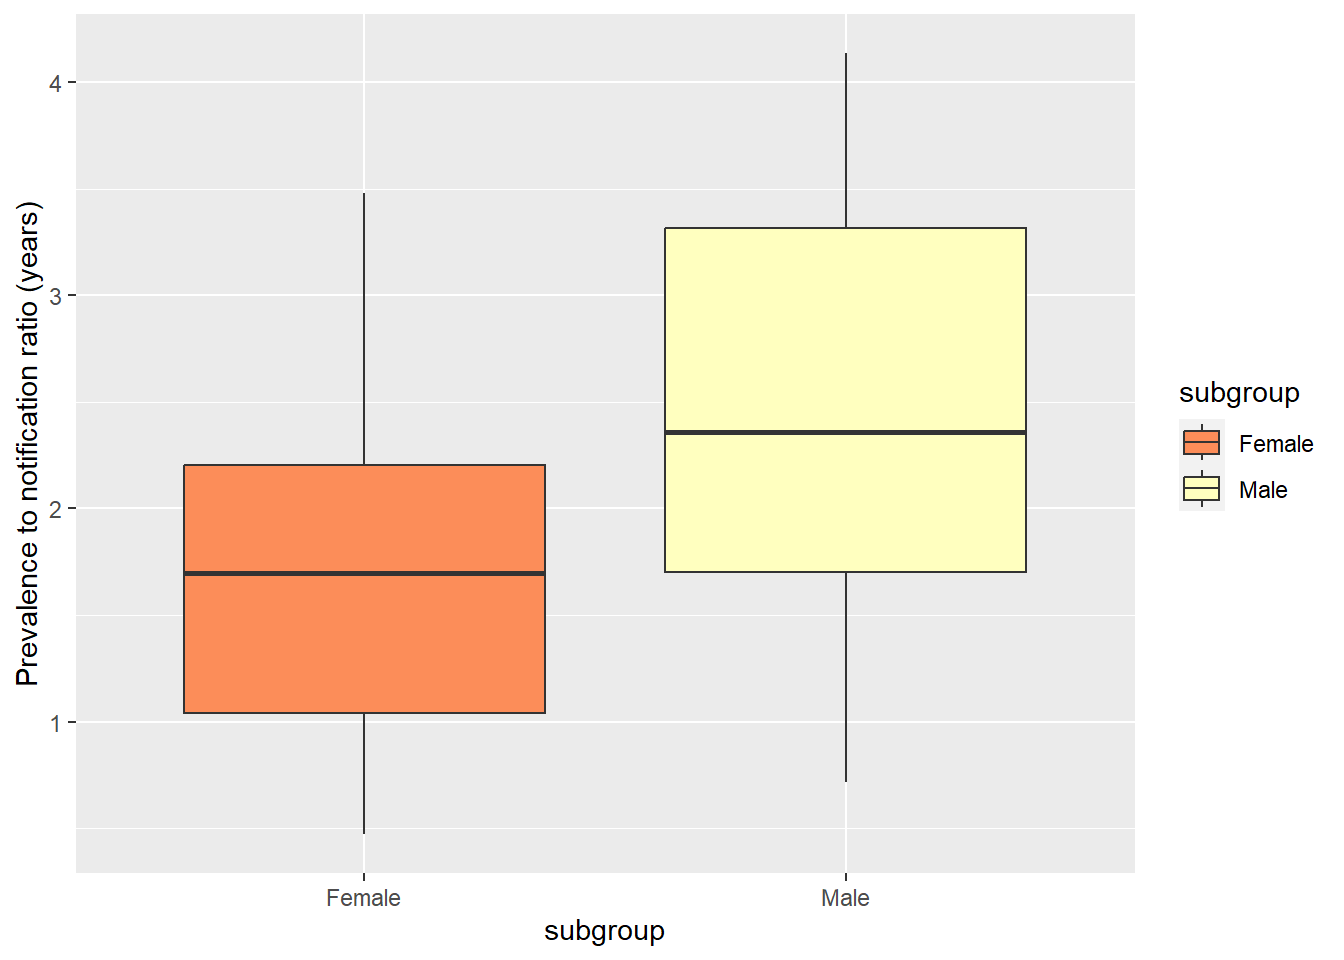 Prevalence to notification ratio (years)
4
3
2
1
Female
Male
subgroup
subgroup
Female
Male